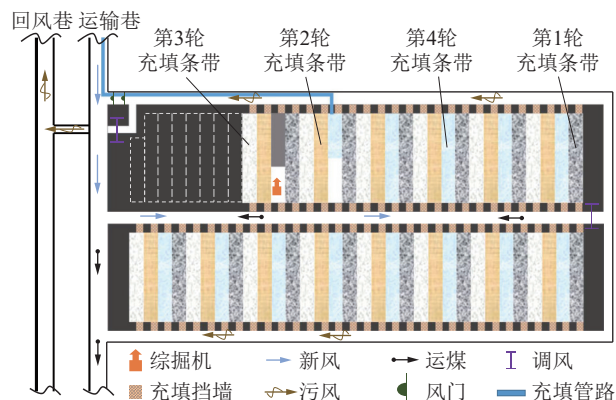 回风巷 运输巷
第3轮
充填条带
第2轮
充填条带
第4轮
充填条带
第1轮
充填条带
综掘机 新风 运煤 调风
充填挡墙 污风 风门 充填管路